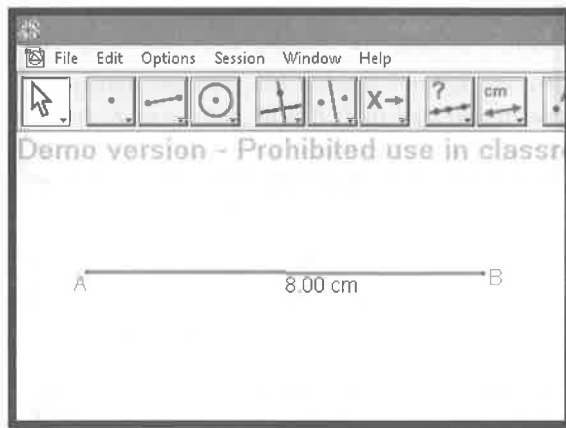 File Edit Options Session Window Help
? cm
X→
Demo version - Prohibited use in classr
A 8.00 cm B